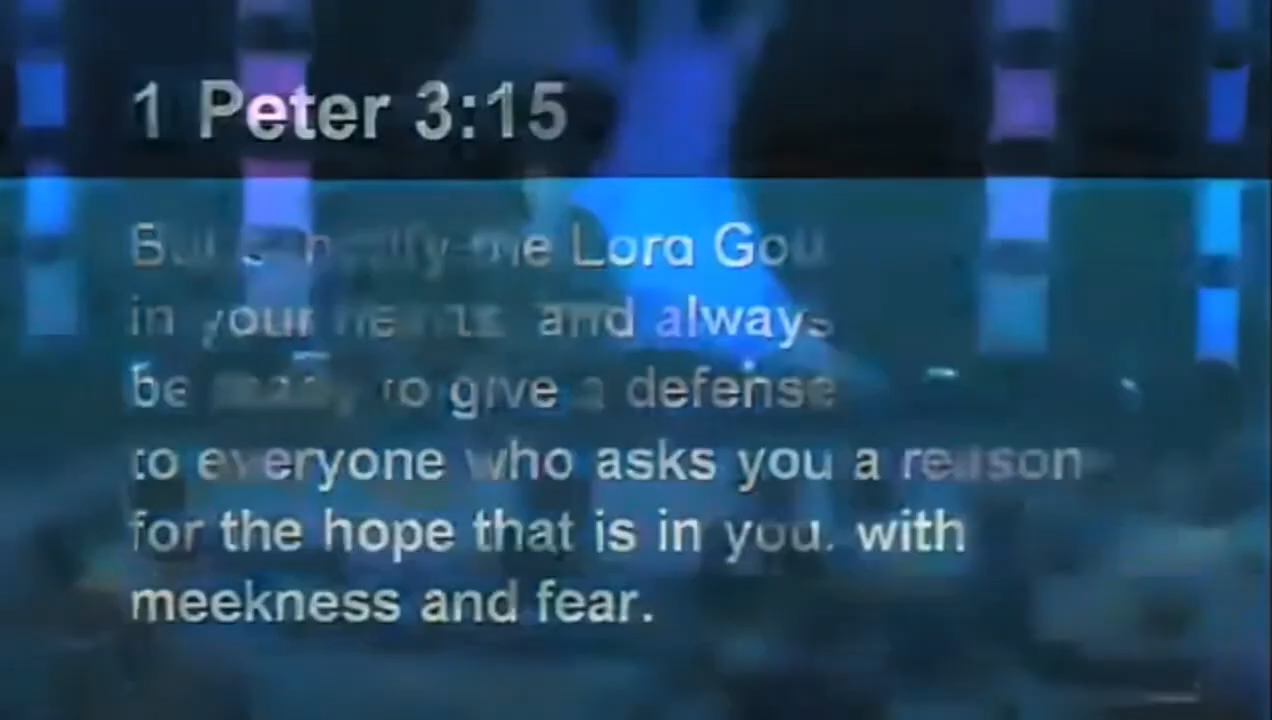 1 Peter 3:15
But sanctify the Lord God
in your hearts and always
be ready to give a defense
to everyone who asks you a reason
for the hope that is in you, with
meekness and fear.